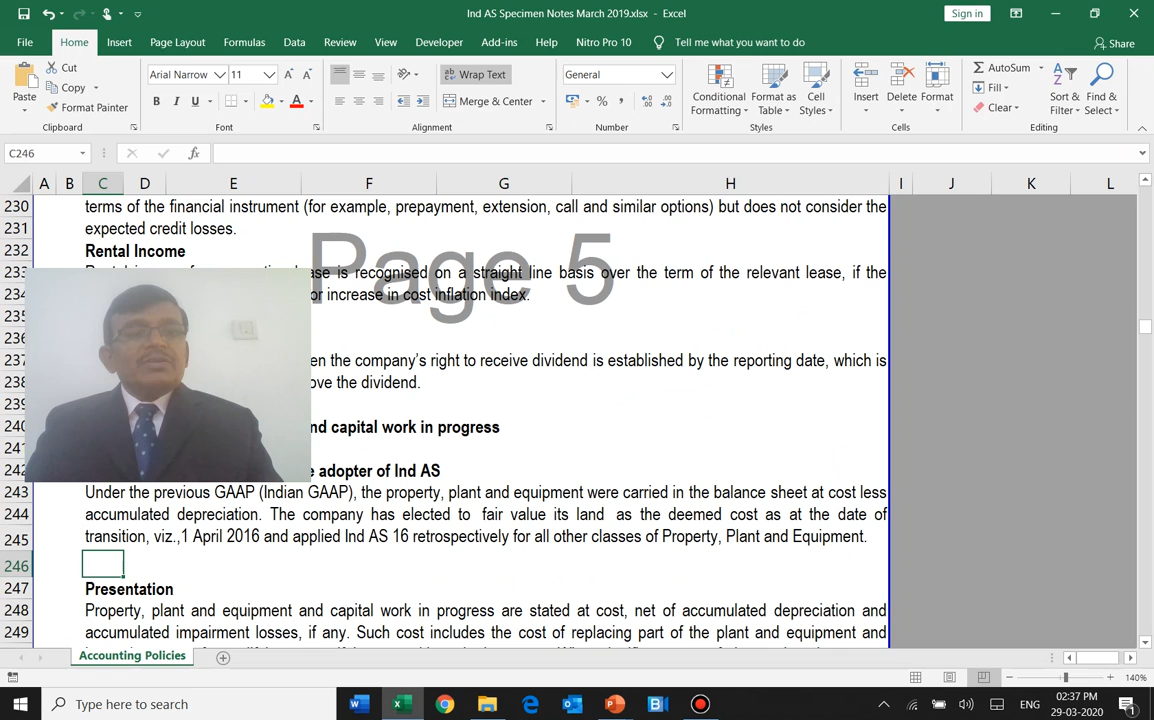 Ind AS Specimen Notes March 2019.xlsx - Excel
Sign in
File Home Insert Page Layout Formulas Data Review View Developer Add-ins Help Nitro Pro 10 Tell me what you want to do Share
Paste
Cut
Copy
Format Painter
Clipboard
Arial Narrow 11
B I U
Font
Wrap Text
Merge & Center
Alignment
General
Number
Conditional Formatting
Format as Table
Cell Styles
Styles
Insert Delete Format
Cells
AutoSum
Fill
Clear
Sort & Filter
Find & Select
Editing
C246
fx
A B C D E F G H I J K L
230 terms of the financial instrument (for example, prepayment, extension, call and similar options) but does not consider the
231 expected credit losses.
232 Rental Income
Page 5
233 is recognised on a straight line basis over the term of the relevant lease, if the
234 or increase in cost inflation index.
235
236
237 the company's right to receive dividend is established by the reporting date, which is
238 the dividend.
239
240 and capital work in progress
241
242 adopter of Ind AS
243 Under the previous GAAP (Indian GAAP), the property, plant and equipment were carried in the balance sheet at cost less
244 accumulated depreciation. The company has elected to fair value its land as the deemed cost as at the date of
245 transition, viz.,1 April 2016 and applied Ind AS 16 retrospectively for all other classes of Property, Plant and Equipment.
246
247 Presentation
248 Property, plant and equipment and capital work in progress are stated at cost, net of accumulated depreciation and
249 accumulated impairment losses, if any. Such cost includes the cost of replacing part of the plant and equipment and
Accounting Policies
140%
Type here to search
ENG
02:37 PM
29-03-2020
1